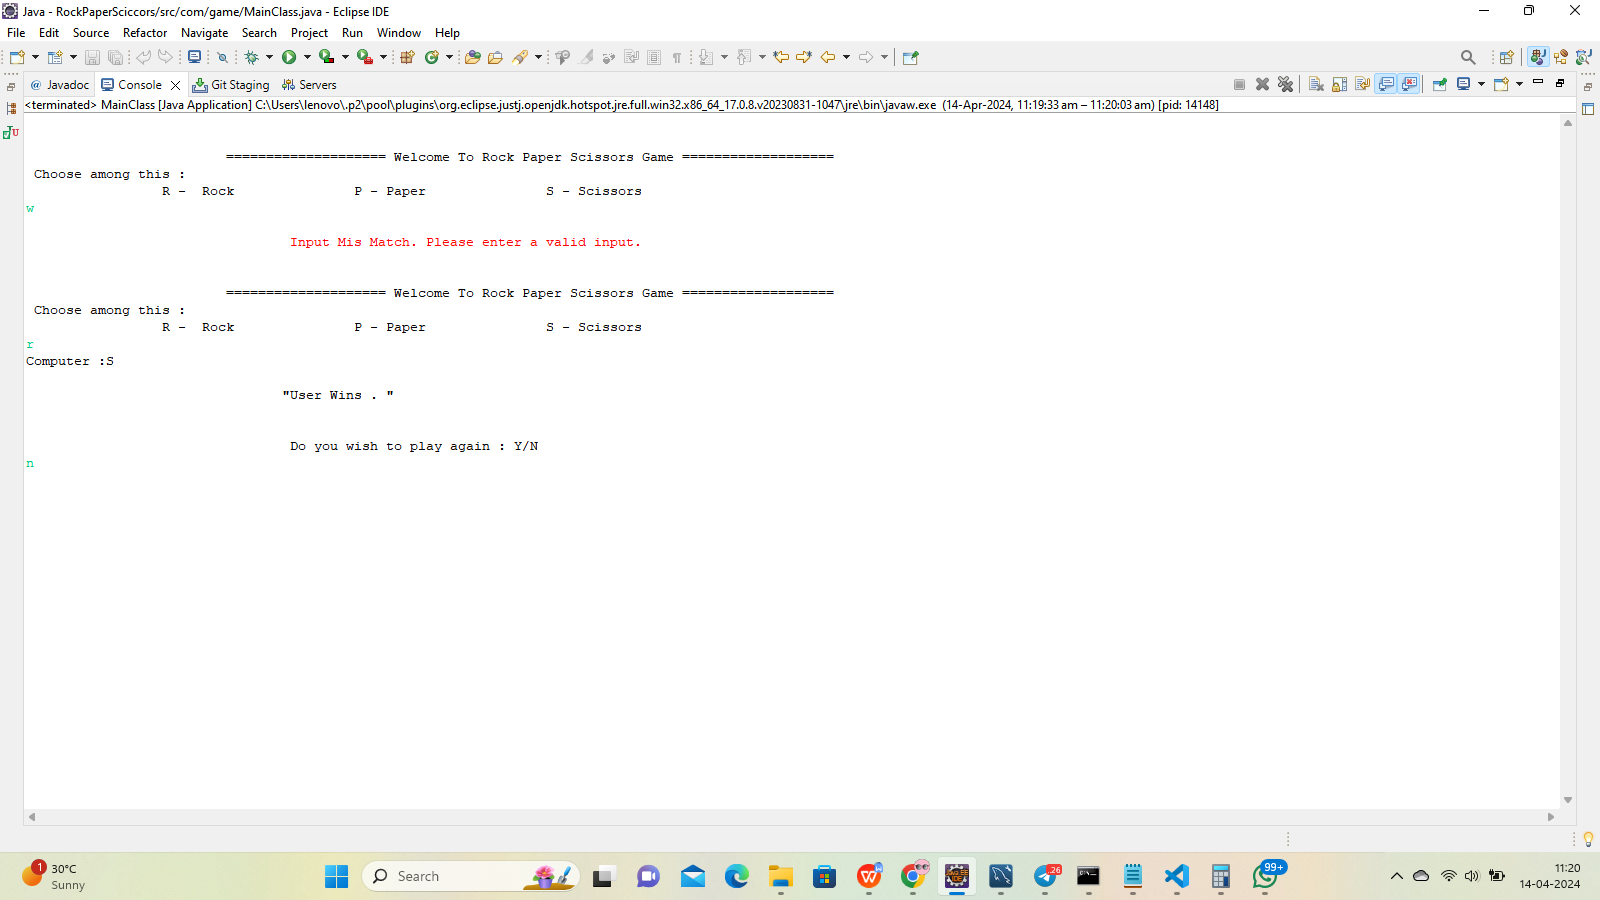 Java - RockPaperSciccors/src/com/game/MainClass.java - Eclipse IDE
File Edit Source Refactor Navigate Search Project Run Window Help
@ Javadoc Console Git Staging Servers
<terminated> MainClass [Java Application] C:\Users\lenovo\.p2\pool\plugins\org.eclipse.justj.openjdk.hotspot.jre.full.win32.x86_64_17.0.8.v20230831-1047\jre\bin\javaw.exe (14-Apr-2024, 11:19:33 am – 11:20:03 am) [pid: 14148]
==================== Welcome To Rock Paper Scissors Game ===================
Choose among this :
R - Rock P - Paper S - Scissors
w
Input Mis Match. Please enter a valid input.
==================== Welcome To Rock Paper Scissors Game ===================
Choose among this :
R - Rock P - Paper S - Scissors
r
Computer :S
"User Wins . "
Do you wish to play again : Y/N
n
1
30°C
Sunny
Search
26
99+
11:20
14-04-2024